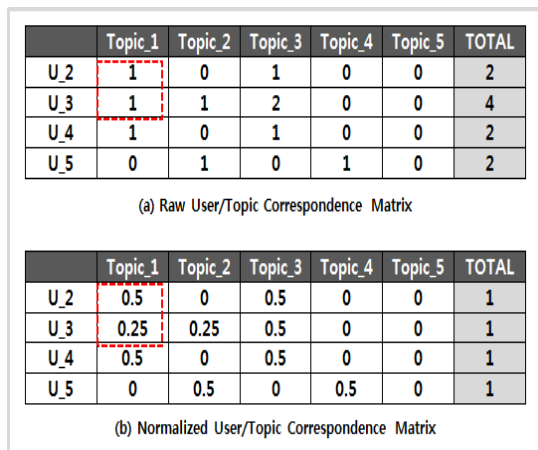 Topic_1 Topic_2 Topic_3 Topic_4 Topic_5 TOTAL
U_2 1 0 1 0 0 2
U_3 1 1 2 0 0 4
U_4 1 0 1 0 0 2
U_5 0 1 0 1 0 2
(a) Raw User/Topic Correspondence Matrix
Topic_1 Topic_2 Topic_3 Topic_4 Topic_5 TOTAL
U_2 0.5 0 0.5 0 0 1
U_3 0.25 0.25 0.5 0 0 1
U_4 0.5 0 0.5 0 0 1
U_5 0 0.5 0 0.5 0 1
(b) Normalized User/Topic Correspondence Matrix